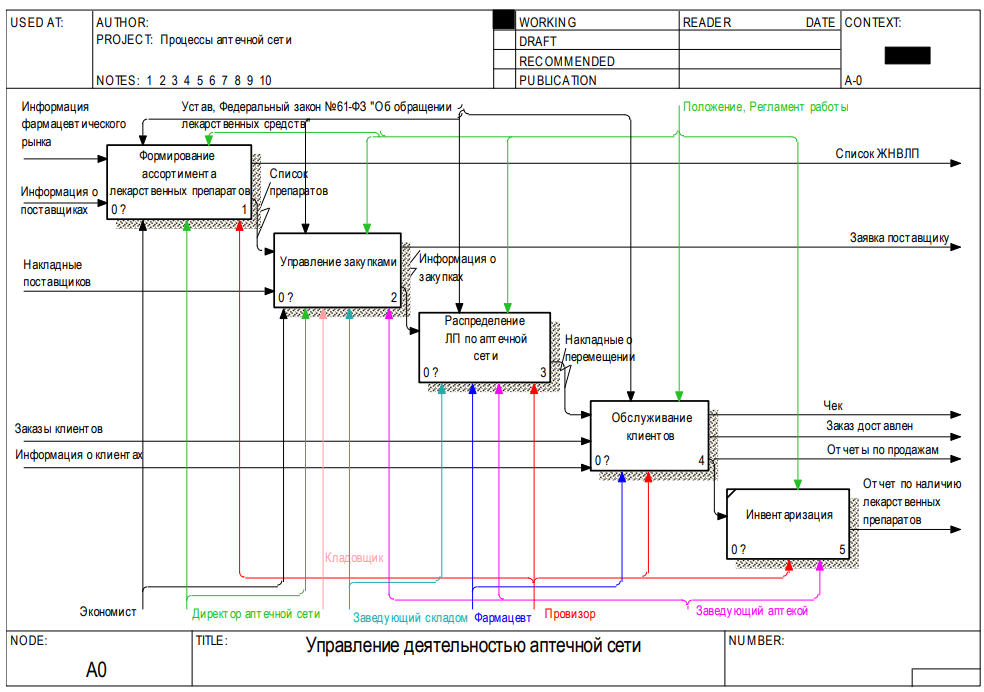 USED AT:
AUTHOR:
PROJECT: Процессы аптечной сети
NOTES: 1 2 3 4 5 6 7 8 9 10
WORKING
DRAFT
RECOMMENDED
PUBLICATION
READER DATE
CONTEXT:
A-0
Информация
фармацевтического
рынка
Устав, Федеральный закон №61-ФЗ "Об обращении
лекарственных средств"
Положение, Регламент работы
Формирование
ассортимента
лекарственных препаратов
0 ? 1
Список ЖНВЛП
Информация о
поставщиках
Список
препаратов
Заявка поставщику
Управление закупками
0 ? 2
Накладные
поставщиков
Информация о
закупках
Распределение
ЛП по аптечной
сети
0 ? 3
Накладные о
перемещении
Обслуживание
клиентов
0 ? 4
Чек
Заказ доставлен
Отчеты по продажам
Заказы клиентов
Информация о клиентах
Отчет по наличию
лекарственных
препаратов
Инвентаризация
0 ? 5
Кладовщик
Экономист
Директор аптечной сети
Заведующий складом
Фармацевт
Провизор
Заведующий аптекой
NODE:
A0
TITLE:
Управление деятельностью аптечной сети
NUMBER: